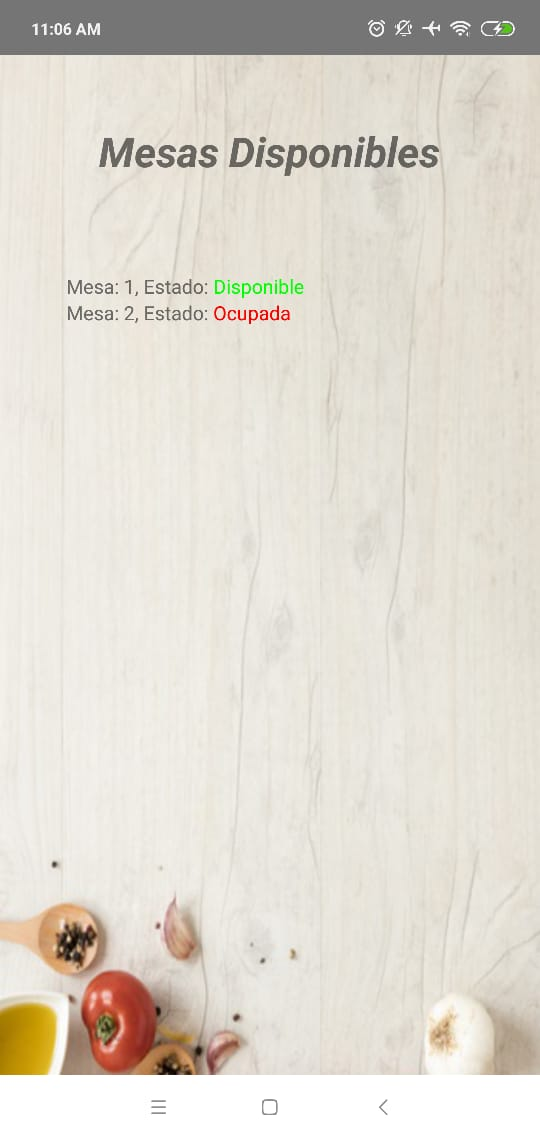 11:06 AM
Mesas Disponibles
Mesa: 1, Estado: Disponible
Mesa: 2, Estado: Ocupada